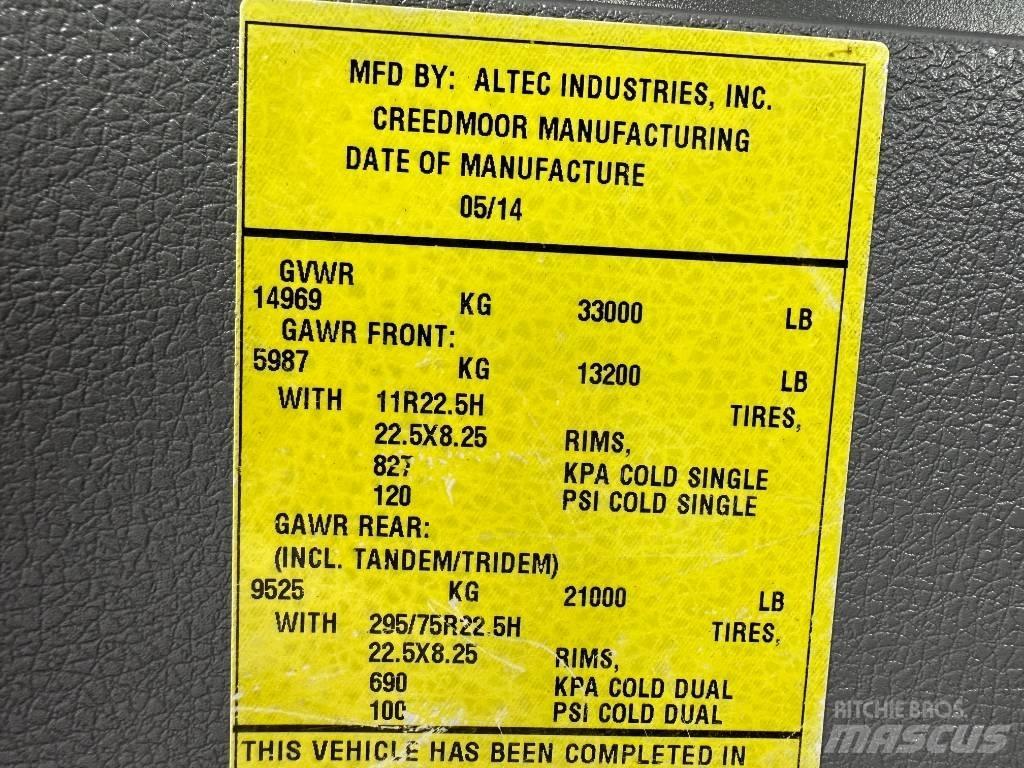 MFD BY: ALTEC INDUSTRIES, INC.
CREEDMOOR MANUFACTURING
DATE OF MANUFACTURE
05/14
GVWR
14969 KG 33000 LB
GAWR FRONT:
5987 KG 13200 LB
WITH 11R22.5H TIRES,
22.5X8.25 RIMS,
827 KPA COLD SINGLE
120 PSI COLD SINGLE
GAWR REAR:
(INCL. TANDEM/TRIDEM)
9525 KG 21000 LB
WITH 295/75R22.5H TIRES,
22.5X8.25 RIMS,
690 KPA COLD DUAL
100 PSI COLD DUAL
THIS VEHICLE HAS BEEN COMPLETED IN
RITCHIE BROS.
MASCUS